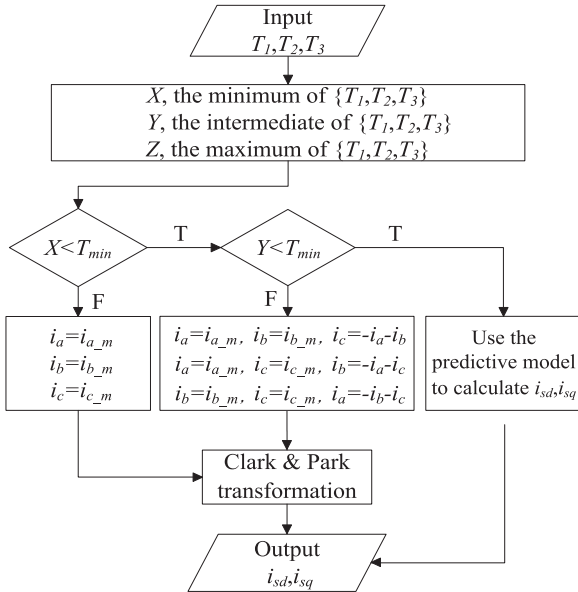 Input
T1,T2,T3
X, the minimum of {T1,T2,T3}
Y, the intermediate of {T1,T2,T3}
Z, the maximum of {T1,T2,T3}
X<Tmin
T
Y<Tmin
T
F
F
ia=ia_m
ib=ib_m
ic=ic_m
ia=ia_m, ib=ib_m, ic=-ia-ib
ia=ia_m, ic=ic_m, ib=-ia-ic
ib=ib_m, ic=ic_m, ia=-ib-ic
Use the
predictive model
to calculate isd,isq
Clark & Park
transformation
Output
isd,isq